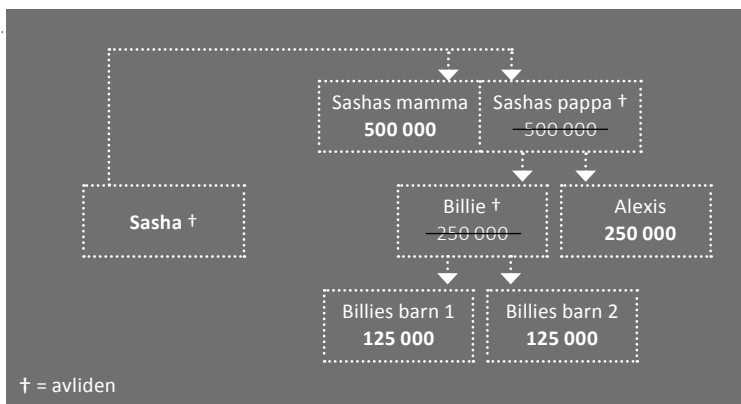 Sashas mamma
500 000
Sashas pappa †
500 000
Sasha †
Billie †
250 000
Alexis
250 000
Billies barn 1
125 000
Billies barn 2
125 000
† = avliden